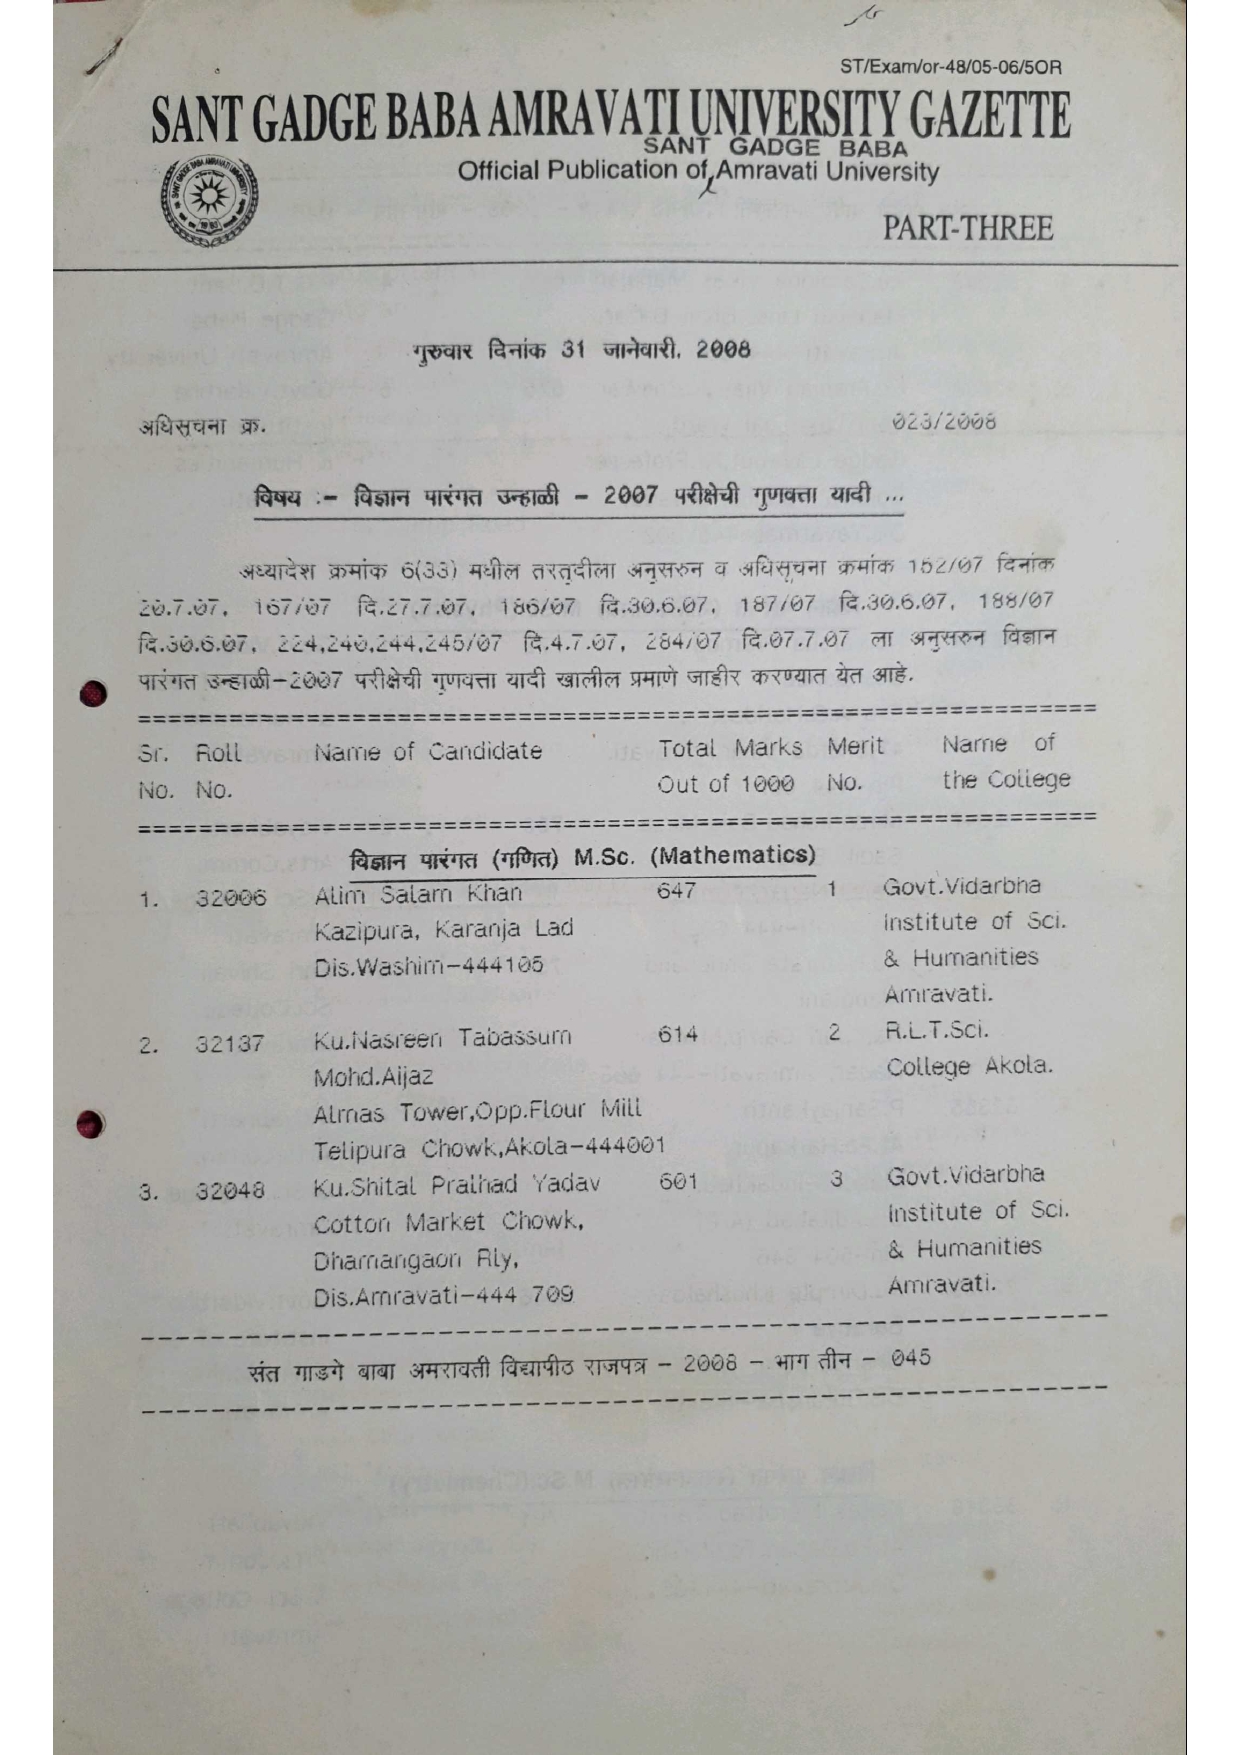 ST/Exam/or-48/05-06/5OR
SANT GADGE BABA AMRAVATI UNIVERSITY GAZETTE
SANT GADGE BABA
Official Publication of Amravati University
PART-THREE
गुरुवार दिनांक 31 जानेवारी, 2008
अधिसूचना क्र. 023/2008
विषय :- विज्ञान पारंगत उन्हाळी - 2007 परीक्षेची गुणवत्ता यादी ...
अध्यादेश क्रमांक 6(33) मधील तरतूदीला अनुसरुन व अधिसूचना क्रमांक 152/07 दिनांक
20.7.07, 167/07 दि.27.7.07, 186/07 दि.30.6.07, 187/07 दि.30.6.07, 188/07
दि.30.6.07, 224,240,244,245/07 दि.4.7.07, 284/07 दि.07.7.07 ला अनुसरुन विज्ञान
पारंगत उन्हाळी-2007 परीक्षेची गुणवत्ता यादी खालील प्रमाणे जाहीर करण्यात येत आहे.
Sr. Roll Name of Candidate Total Marks Merit Name of
No. No. Out of 1000 No. the College
विज्ञान पारंगत (गणित) M.Sc. (Mathematics)
1. 32006 Alim Salam Khan 647 1 Govt.Vidarbha
Kazipura, Karanja Lad Institute of Sci.
Dis.Washim-444105 & Humanities
Amravati.
2. 32137 Ku.Nasreen Tabassum 614 2 R.L.T.Sci.
Mohd.Aijaz College Akola.
Almas Tower,Opp.Flour Mill
Telipura Chowk,Akola-444001
3. 32048 Ku.Shital Pralhad Yadav 601 3 Govt.Vidarbha
Cotton Market Chowk, Institute of Sci.
Dhamangaon Rly, & Humanities
Dis.Amravati-444 709 Amravati.
संत गाडगे बाबा अमरावती विद्यापीठ राजपत्र - 2008 - भाग तीन - 045